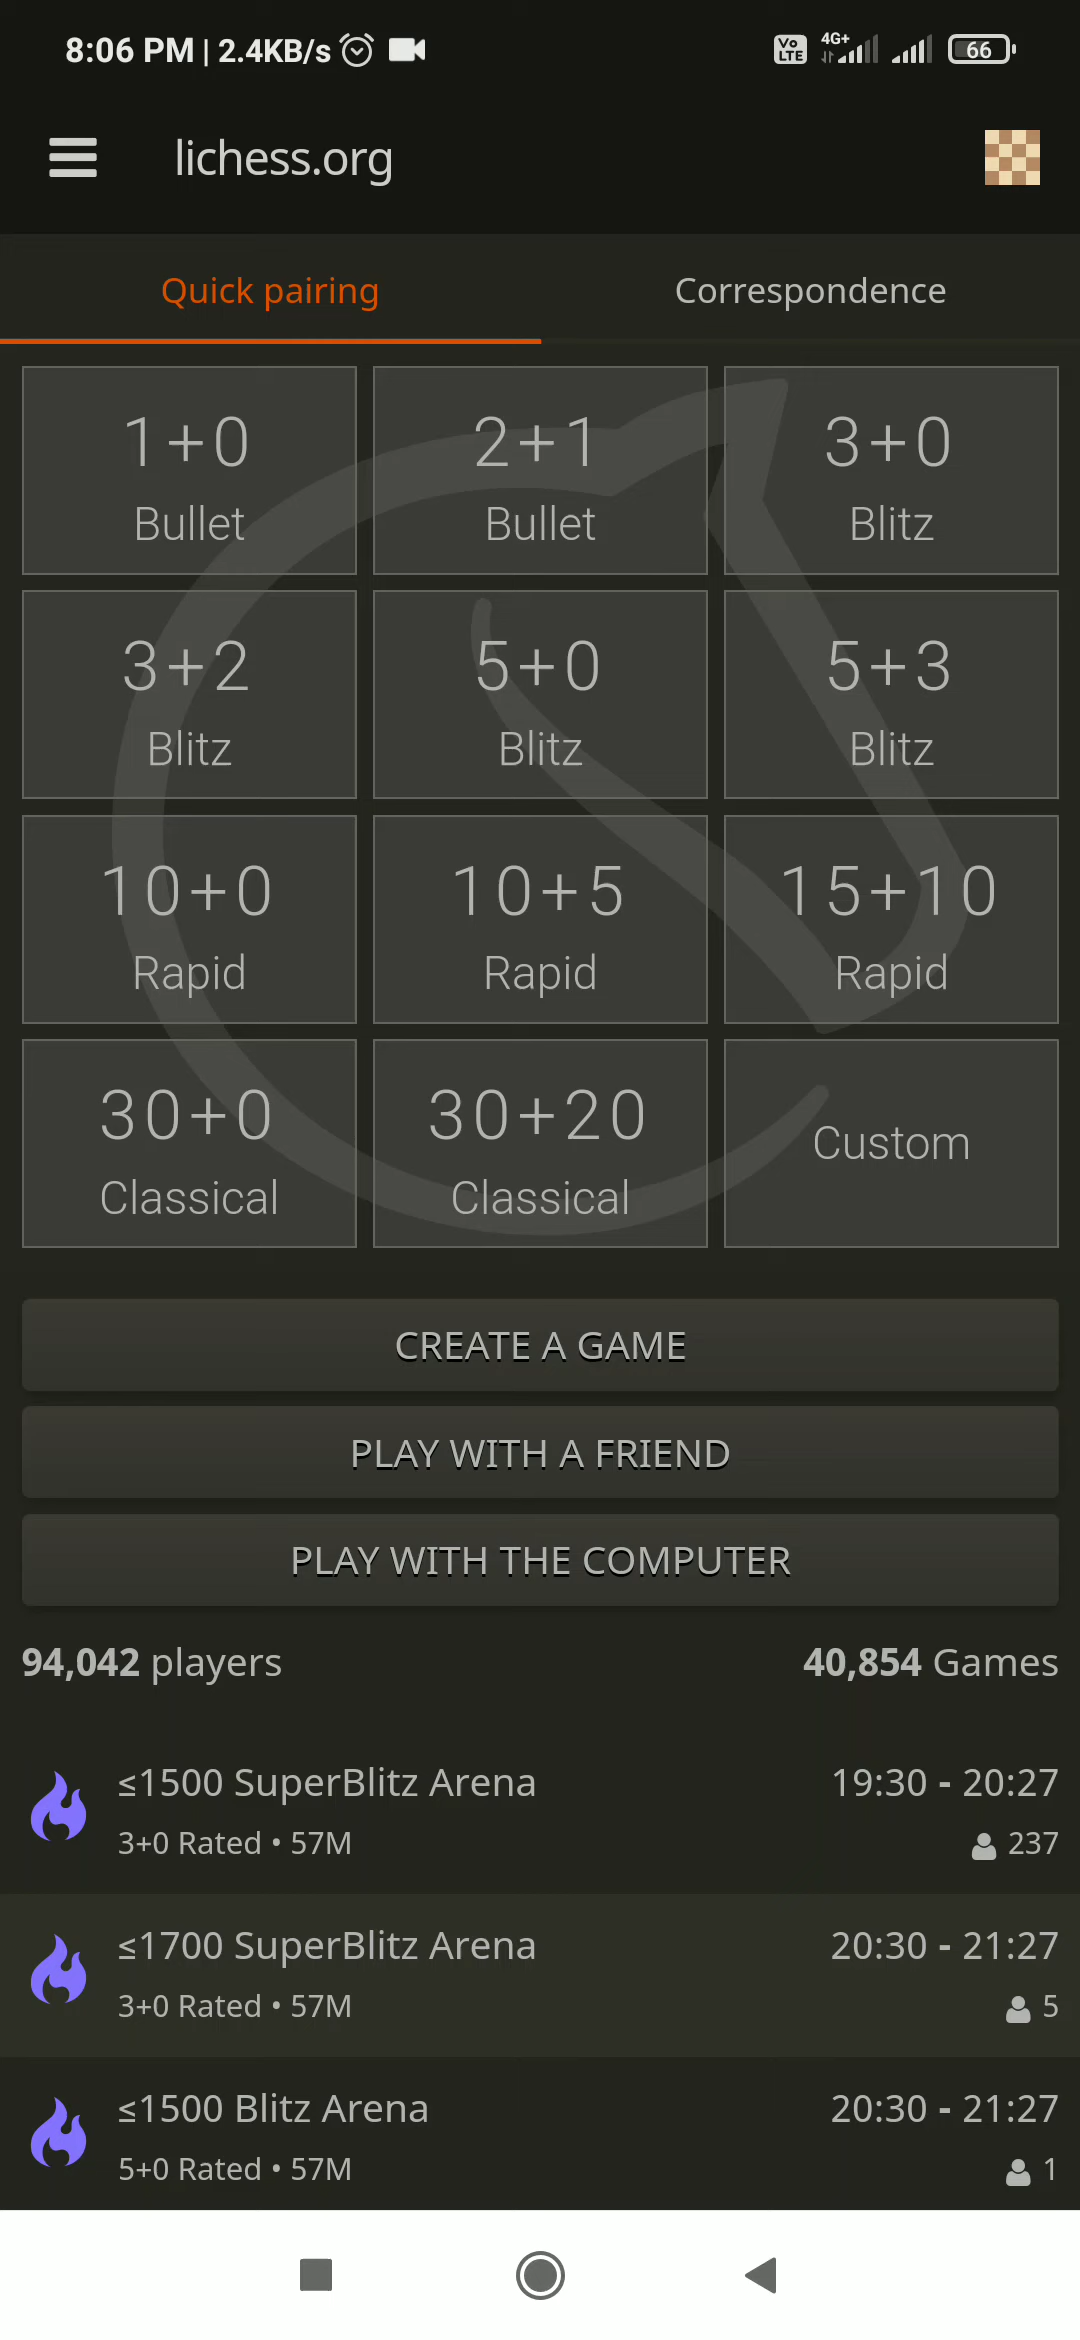 8:06 PM | 2.4KB/s Vo LTE 4G+ 66
lichess.org
Quick pairing Correspondence
1+0 2+1 3+0
Bullet Bullet Blitz
3+2 5+0 5+3
Blitz Blitz Blitz
10+0 10+5 15+10
Rapid Rapid Rapid
30+0 30+20 Custom
Classical Classical
CREATE A GAME
PLAY WITH A FRIEND
PLAY WITH THE COMPUTER
94,042 players 40,854 Games
≤1500 SuperBlitz Arena 19:30 - 20:27
3+0 Rated • 57M 237
≤1700 SuperBlitz Arena 20:30 - 21:27
3+0 Rated • 57M 5
≤1500 Blitz Arena 20:30 - 21:27
5+0 Rated • 57M 1